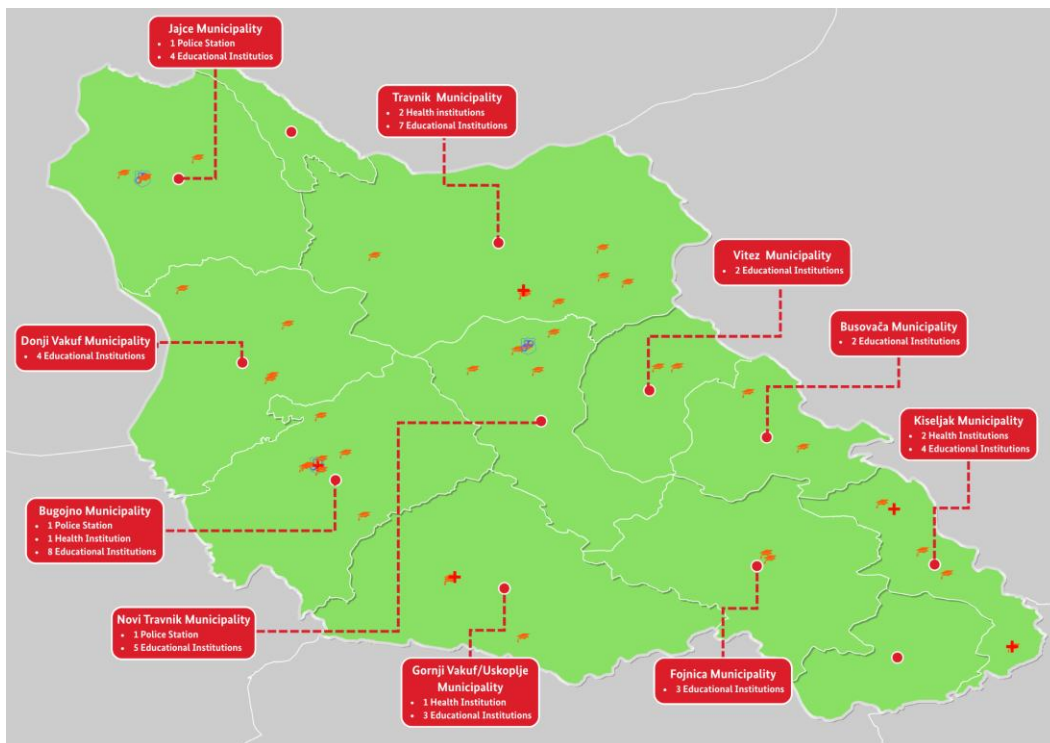 Jajce Municipality
• 1 Police Station
• 4 Educational Institutios
Travnik Municipality
• 2 Health institutions
• 7 Educational Institutions
Vitez Municipality
• 2 Educational Institutions
Donji Vakuf Municipality
• 4 Educational Institutions
Busovača Municipality
• 2 Educational Institutions
Kiseljak Municipality
• 2 Health Institutions
• 4 Educational Institutions
Bugojno Municipality
• 1 Police Station
• 1 Health Institution
• 8 Educational Institutions
Novi Travnik Municipality
• 1 Police Station
• 5 Educational Institutions
Gornji Vakuf/Uskoplje
Municipality
• 1 Health Institution
• 3 Educational Institutions
Fojnica Municipality
• 3 Educational Institutions